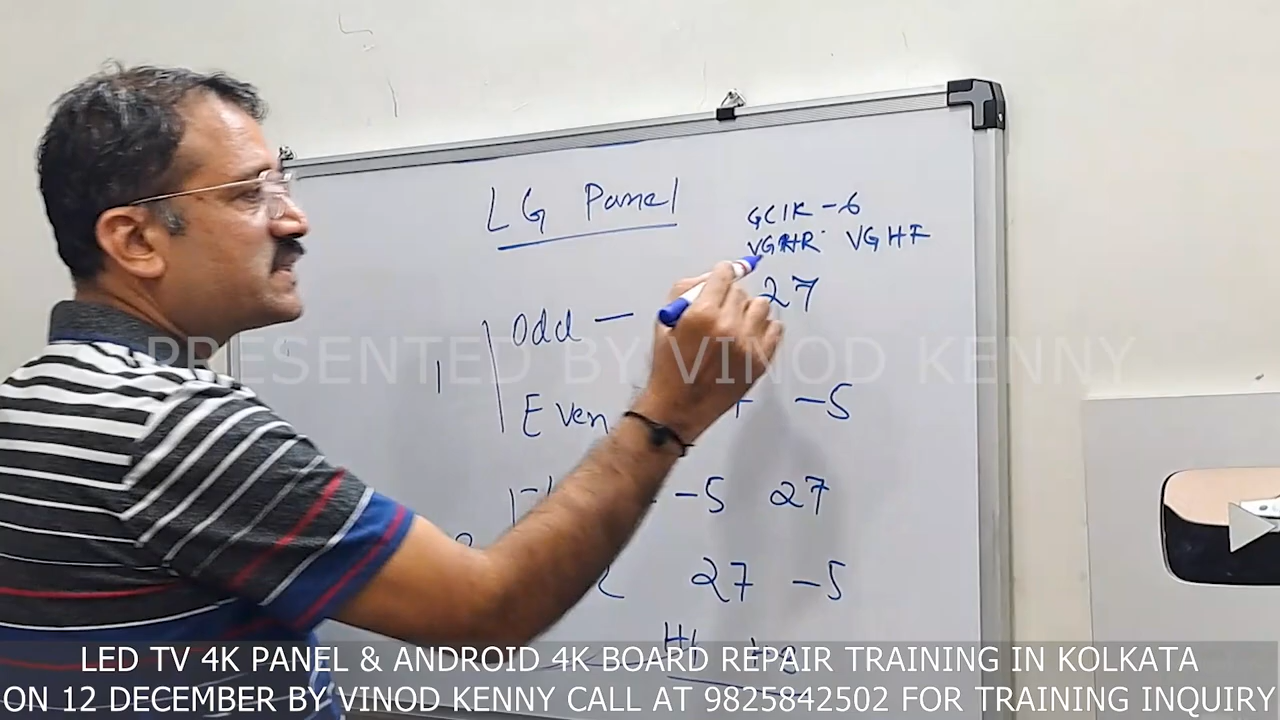 LG Panel
GCIK - 6
VGHR VGHF
Odd — 27
1
Even -5
-5 27
27 -5
PRESENTED BY VINOD KENNY
LED TV 4K PANEL & ANDROID 4K BOARD REPAIR TRAINING IN KOLKATA
ON 12 DECEMBER BY VINOD KENNY CALL AT 9825842502 FOR TRAINING INQUIRY